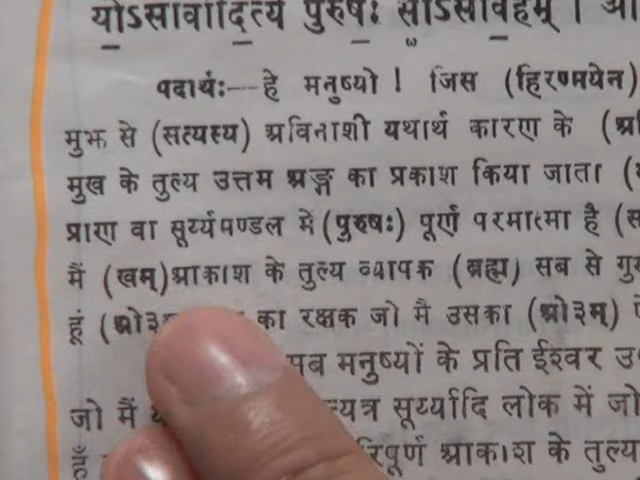 योऽसावादित्ये पुरुषः सोऽसावहम् ।
पदार्थः—हे मनुष्यो ! जिस (हिरण्मयेन)
मुझ से (सत्यस्य) अविनाशी यथार्थ कारण के
मुख के तुल्य उत्तम अङ्ग का प्रकाश किया जाता
प्राण वा सूर्य्यमण्डल में (पुरुषः) पूर्ण परमात्मा है
मैं (खम्) आकाश के तुल्य व्यापक (ब्रह्म) सब से
हूं का रक्षक जो मैं उसका (ओ३म्)
सब मनुष्यों के प्रति ईश्वर
जो मैं सूर्य्यादि लोक में
आकाश के तुल्य